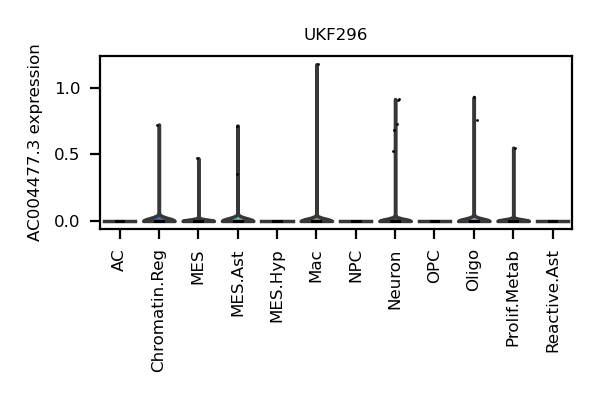 UKF296
AC004477.3 expression
1.0
0.5
0.0
AC
Chromatin.Reg
MES
MES.Ast
MES.Hyp
Mac
NPC
Neuron
OPC
Oligo
Prolif.Metab
Reactive.Ast